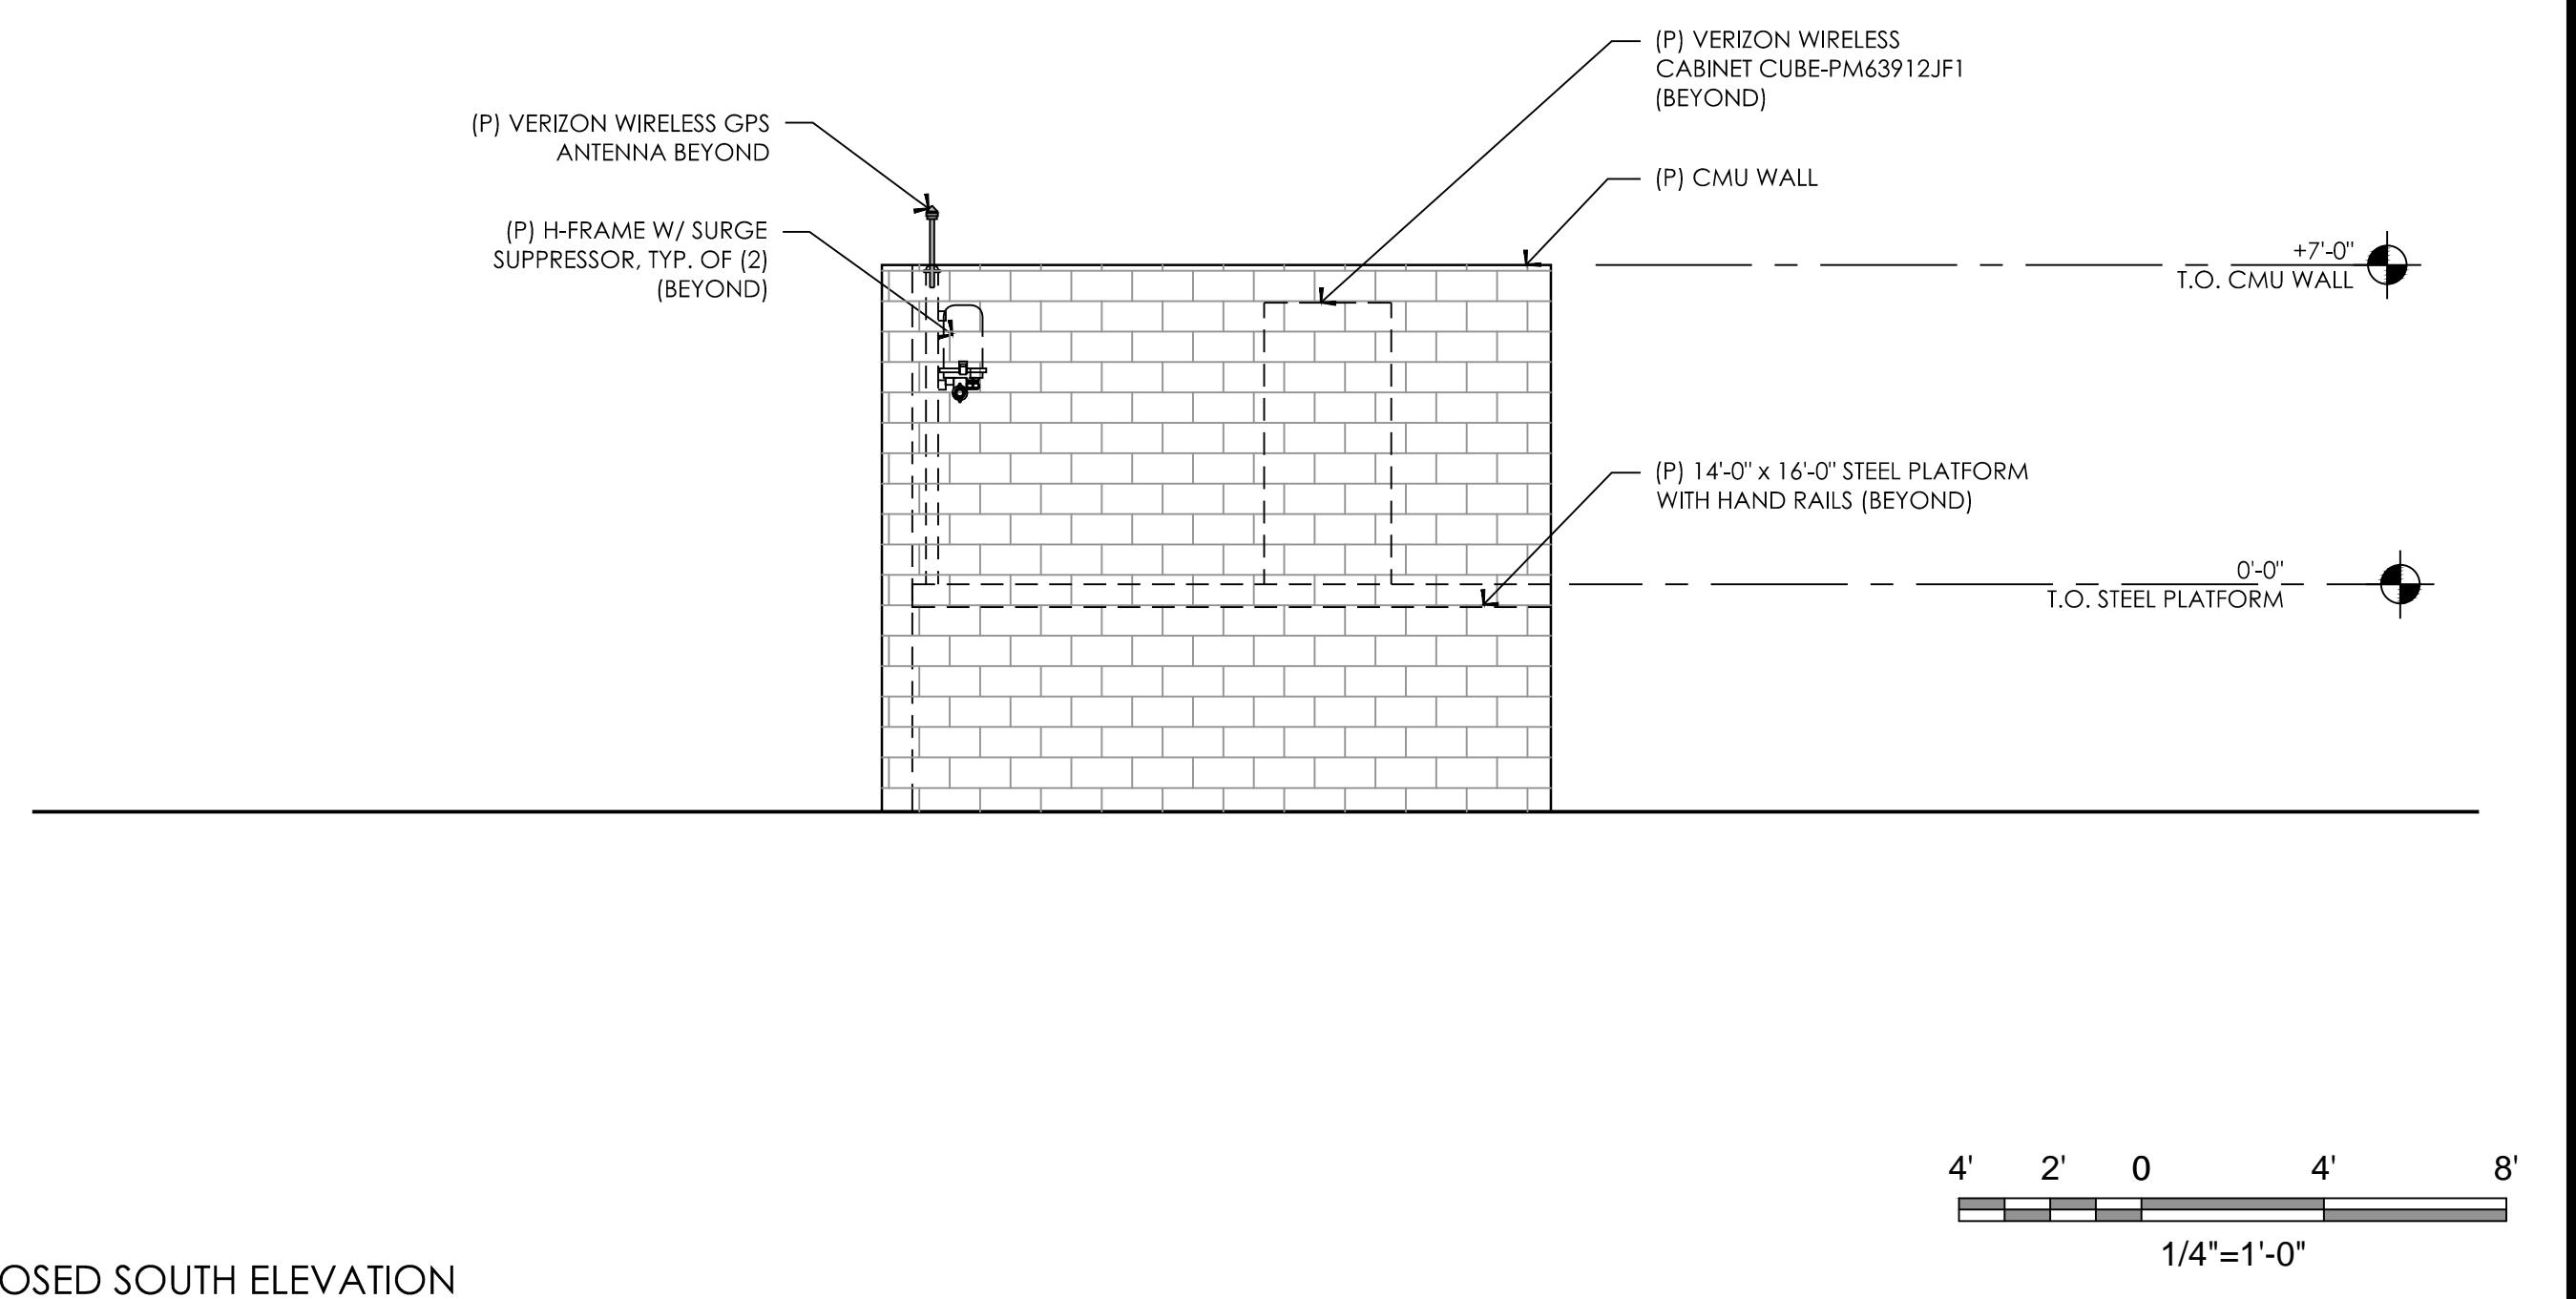 (P) VERIZON WIRELESS
CABINET CUBE-PM63912JF1
(BEYOND)
(P) VERIZON WIRELESS GPS
ANTENNA BEYOND
(P) CMU WALL
(P) H-FRAME W/ SURGE
SUPPRESSOR, TYP. OF (2)
(BEYOND)
+7'-0"
T.O. CMU WALL
(P) 14'-0" x 16'-0" STEEL PLATFORM
WITH HAND RAILS (BEYOND)
0'-0"
T.O. STEEL PLATFORM
4' 2' 0 4' 8'
1/4"=1'-0"
OSED SOUTH ELEVATION